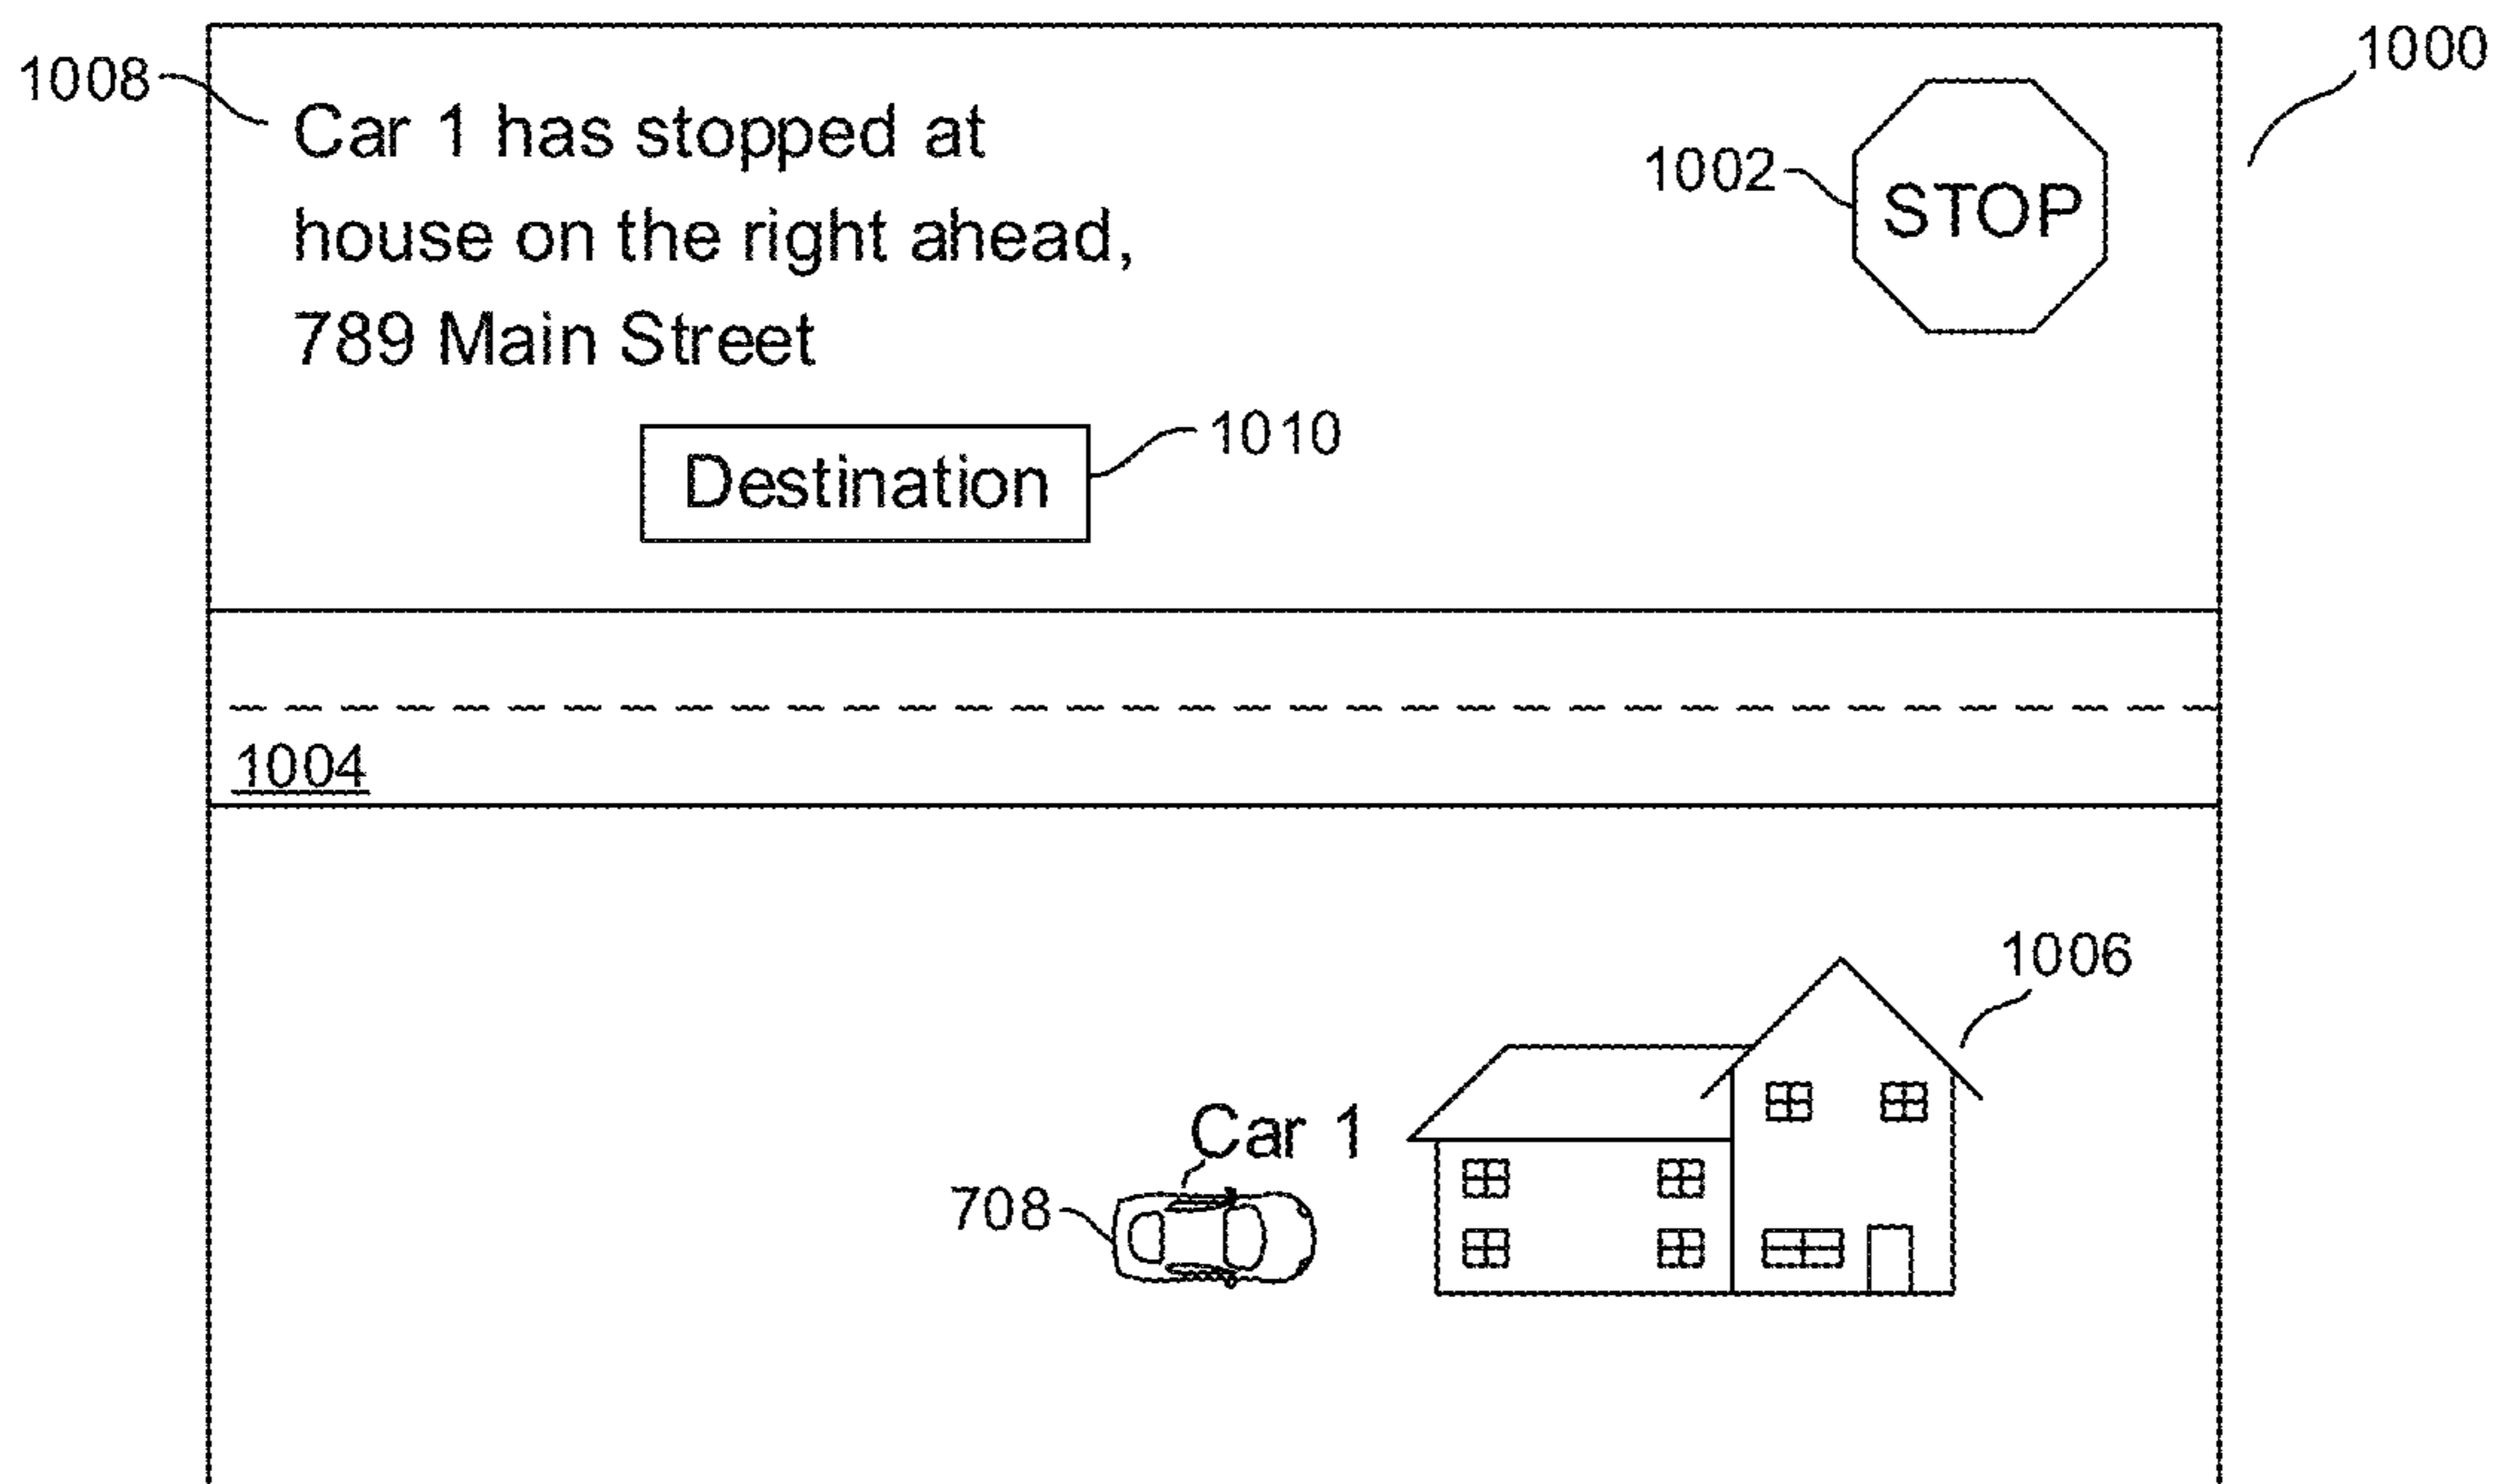 1000
1008
Car 1 has stopped at
house on the right ahead,
789 Main Street
1002
STOP
1010
Destination
1004
1006
Car 1
708